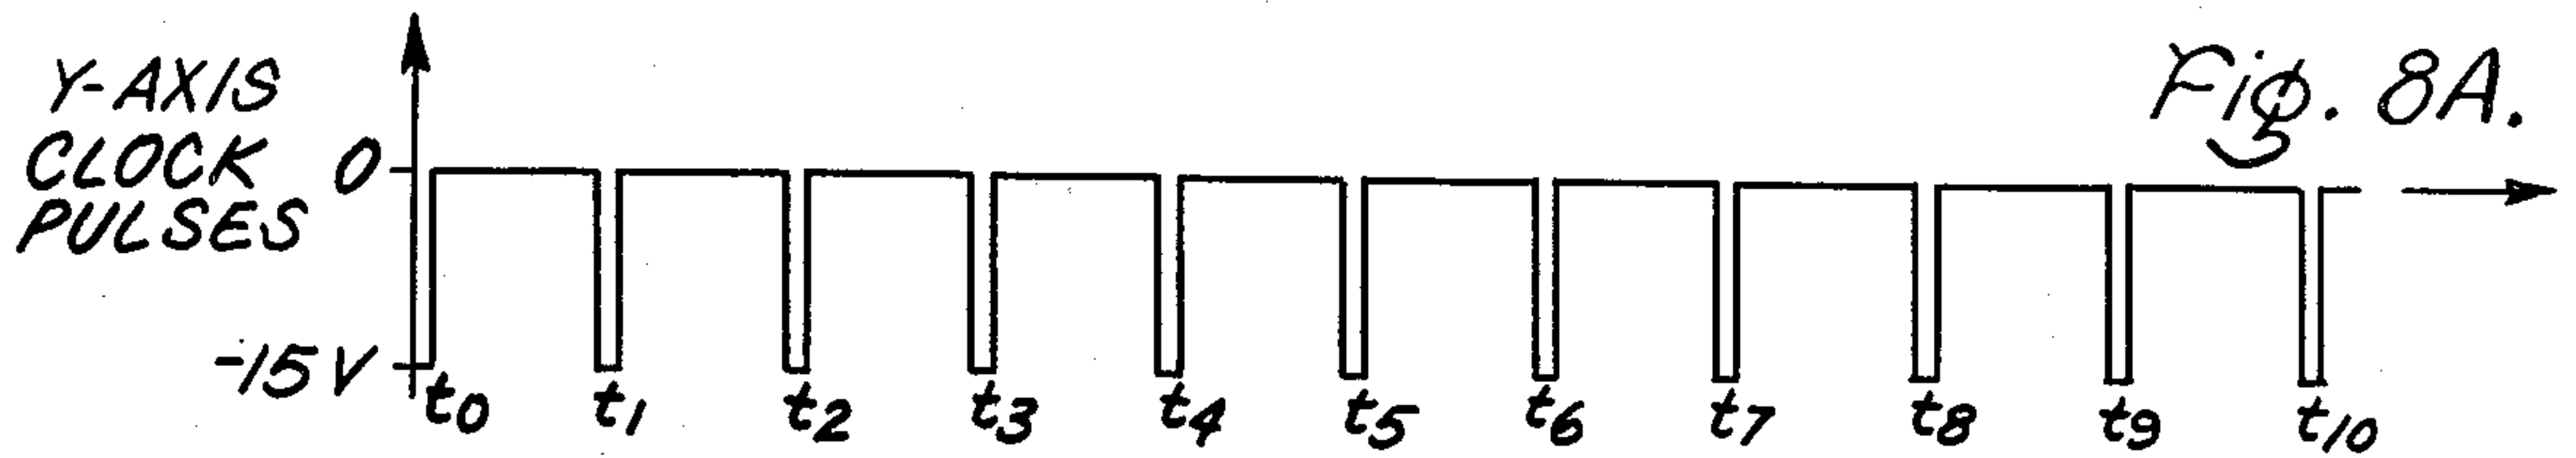 Y-AXIS
CLOCK
PULSES
0
-15V
Fig. 8A.
t0 t1 t2 t3 t4 t5 t6 t7 t8 t9 t10